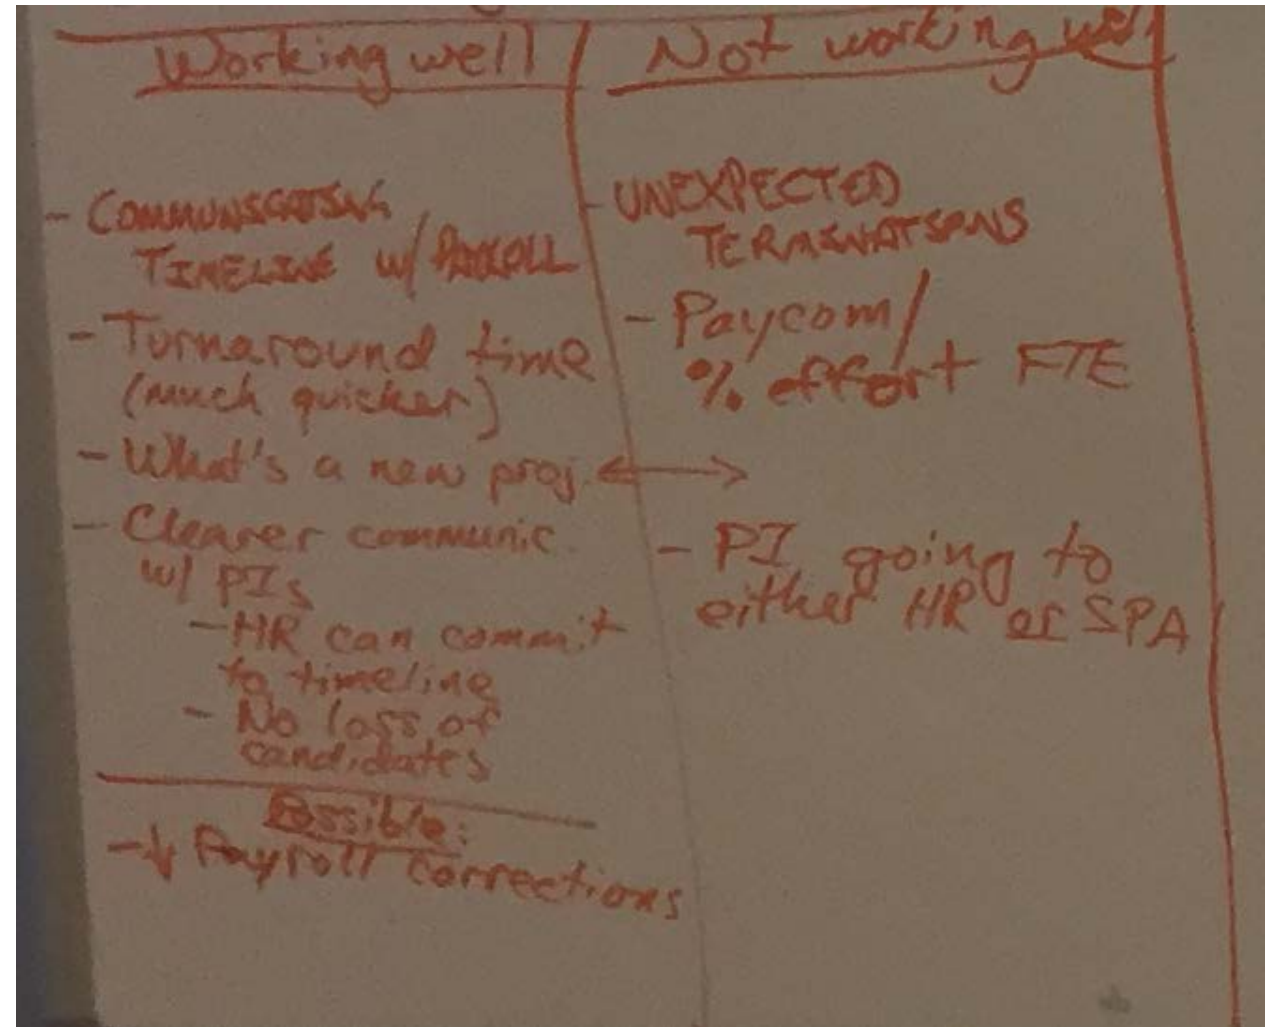 Working well
- COMMUNICATING
TIMELINE w/ PAYROLL
- Turnaround time
(much quicker)
- What's a new proj. ↔
- Clearer communic.
w/ PIs
- HR can commit
to timeline
- No loss of
candidates
Possible:
- ↓ Payroll corrections
Not working well
- UNEXPECTED
TERMINATIONS
- Paycom/
% effort FTE
- PI going to
either HR or SPA